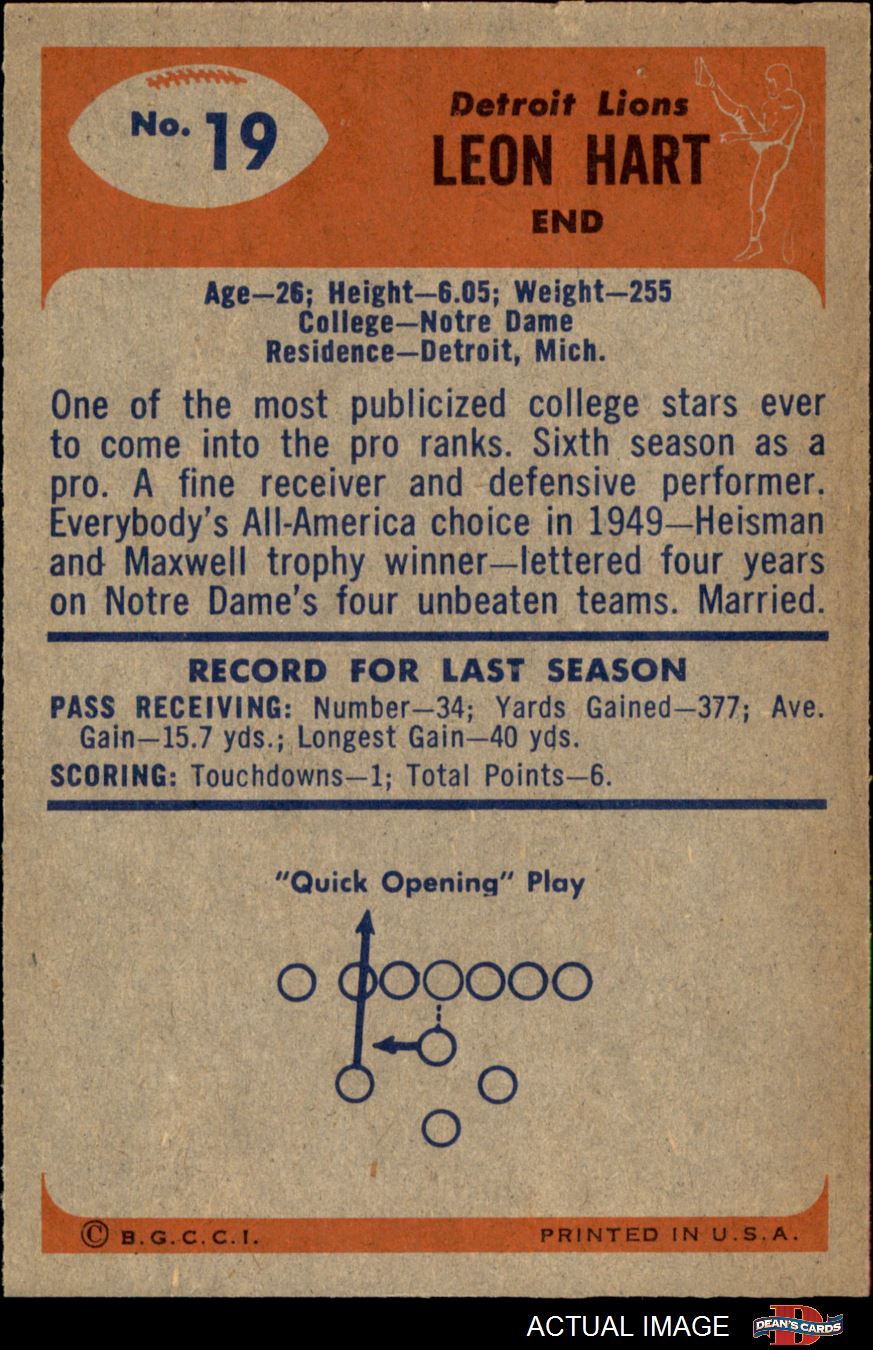 No. 19
Detroit Lions
LEON HART
END
Age—26; Height—6.05; Weight—255
College—Notre Dame
Residence—Detroit, Mich.
One of the most publicized college stars ever
to come into the pro ranks. Sixth season as a
pro. A fine receiver and defensive performer.
Everybody's All-America choice in 1949—Heisman
and Maxwell trophy winner—lettered four years
on Notre Dame's four unbeaten teams. Married.
RECORD FOR LAST SEASON
PASS RECEIVING: Number—34; Yards Gained—377; Ave.
Gain—15.7 yds.; Longest Gain—40 yds.
SCORING: Touchdowns—1; Total Points—6.
"Quick Opening" Play
© B.G.C.C.I.
PRINTED IN U.S.A.
ACTUAL IMAGE
D
DEAN'S CARDS